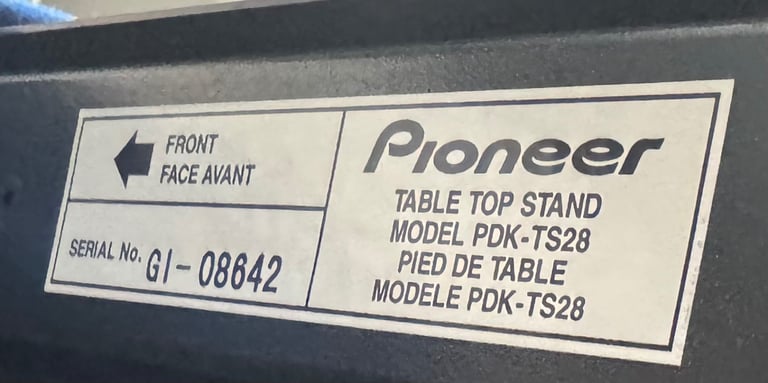 FRONT
FACE AVANT
SERIAL No. GI-08642
Pioneer
TABLE TOP STAND
MODEL PDK-TS28
PIED DE TABLE
MODELE PDK-TS28